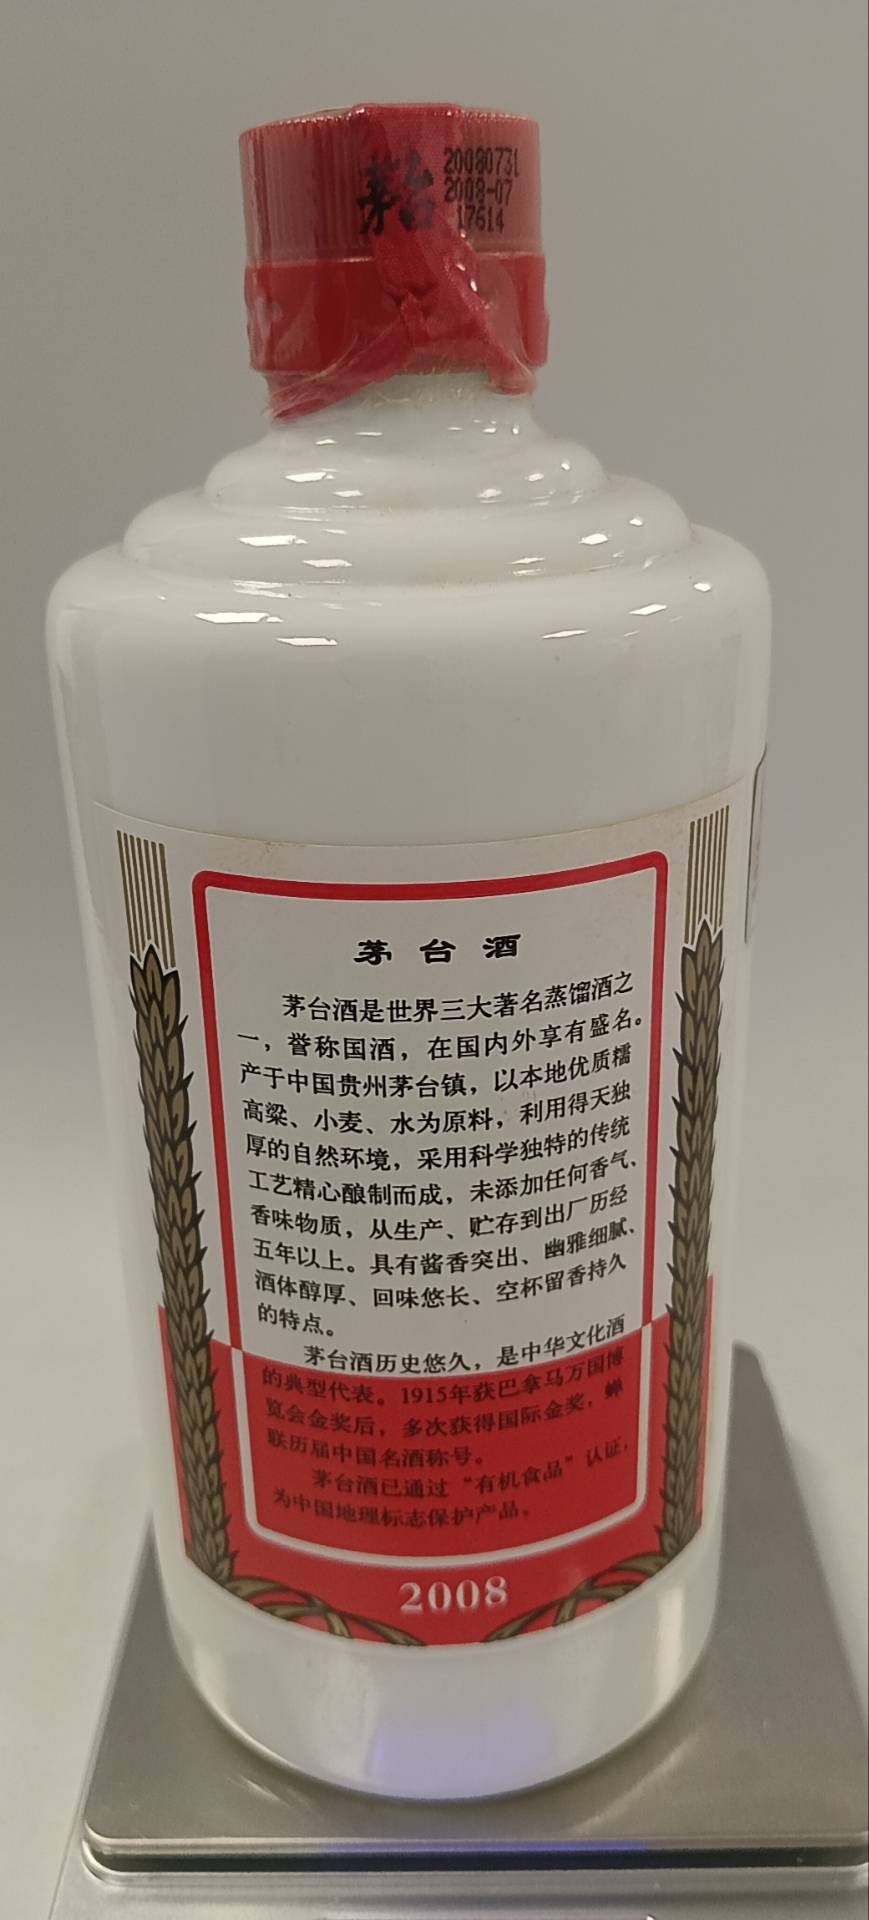 茅台
20080731
2008-07
17614
茅台酒
茅台酒是世界三大著名蒸馏酒之
一，誉称国酒，在国内外享有盛名。
产于中国贵州茅台镇，以本地优质糯
高粱、小麦、水为原料，利用得天独
厚的自然环境，采用科学独特的传统
工艺精心酿制而成，未添加任何香气、
香味物质，从生产、贮存到出厂历经
五年以上。具有酱香突出、幽雅细腻、
酒体醇厚、回味悠长、空杯留香持久
的特点。
茅台酒历史悠久，是中华文化酒
的典型代表。1915年获巴拿马万国博
览会金奖后，多次获得国际金奖，蝉
联历届中国名酒称号。
茅台酒已通过“有机食品”认证，
为中国地理标志保护产品。
2008